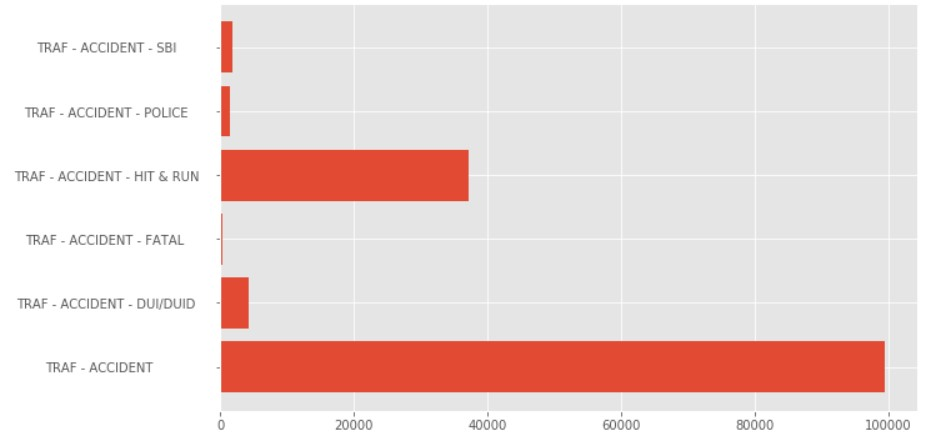 TRAF - ACCIDENT - SBI
TRAF - ACCIDENT - POLICE
TRAF - ACCIDENT - HIT & RUN
TRAF - ACCIDENT - FATAL
TRAF - ACCIDENT - DUI/DUID
TRAF - ACCIDENT
0 20000 40000 60000 80000 100000